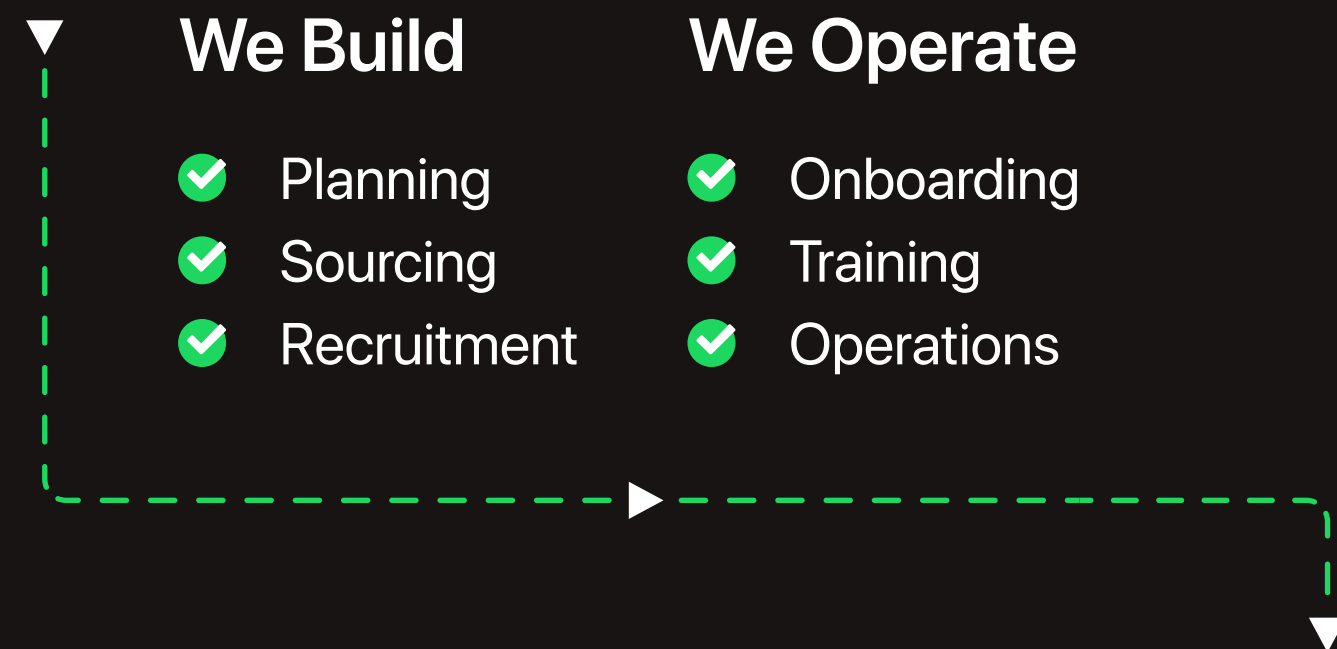 We Build
Planning
Sourcing
Recruitment
We Operate
Onboarding
Training
Operations